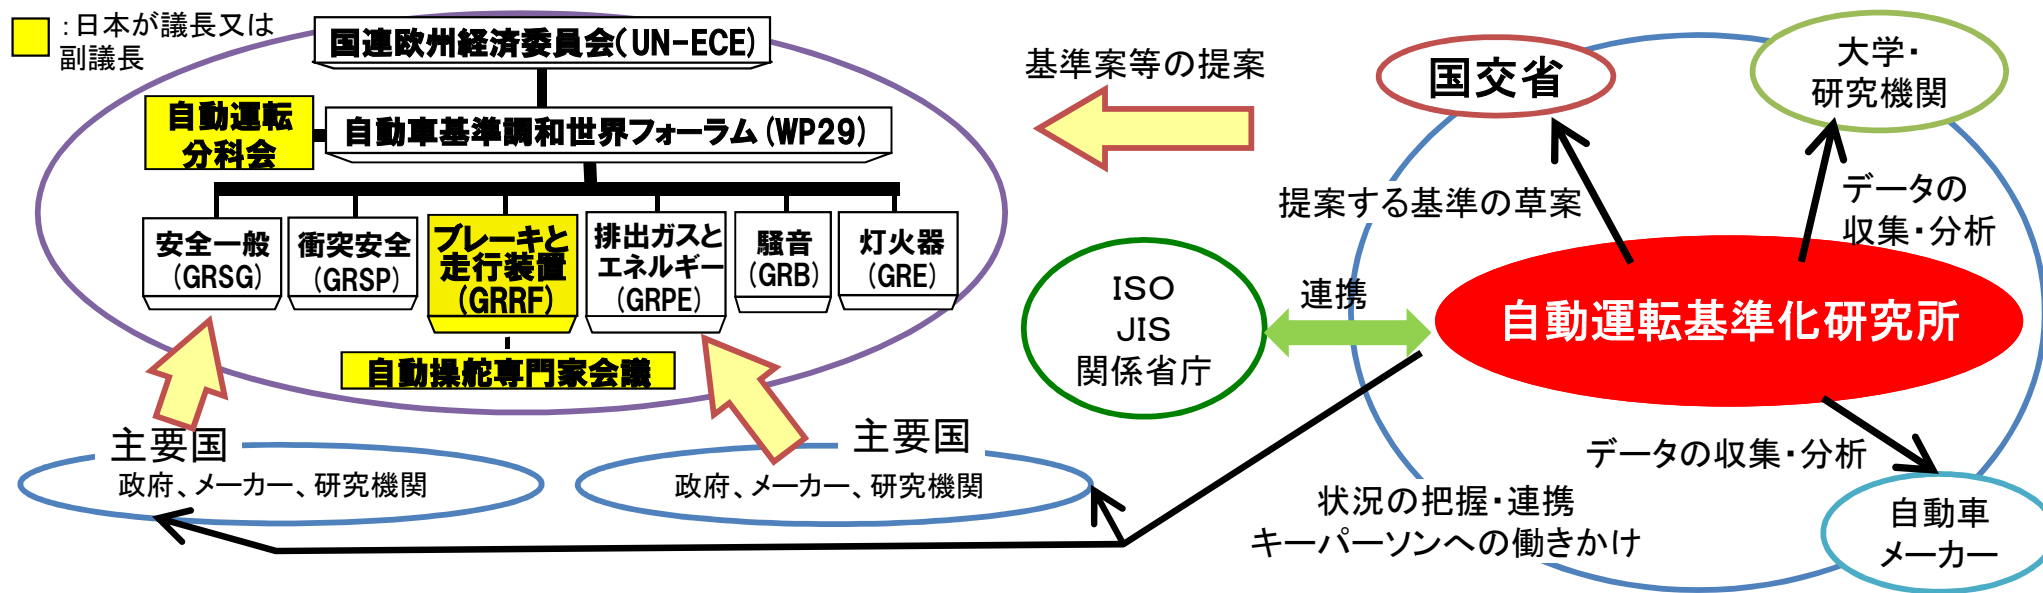 ：日本が議長又は
副議長
国連欧州経済委員会(UN-ECE)
自動運転
分科会
自動車基準調和世界フォーラム(WP29)
安全一般
(GRSG)
衝突安全
(GRSP)
ブレーキと
走行装置
(GRRF)
排出ガスと
エネルギー
(GRPE)
騒音
(GRB)
灯火器
(GRE)
自動操舵専門家会議
主要国
政府、メーカー、研究機関
主要国
政府、メーカー、研究機関
基準案等の提案
国交省
大学・
研究機関
提案する基準の草案
データの
収集・分析
ISO
JIS
関係省庁
連携
自動運転基準化研究所
データの収集・分析
状況の把握・連携
キーパーソンへの働きかけ
自動車
メーカー